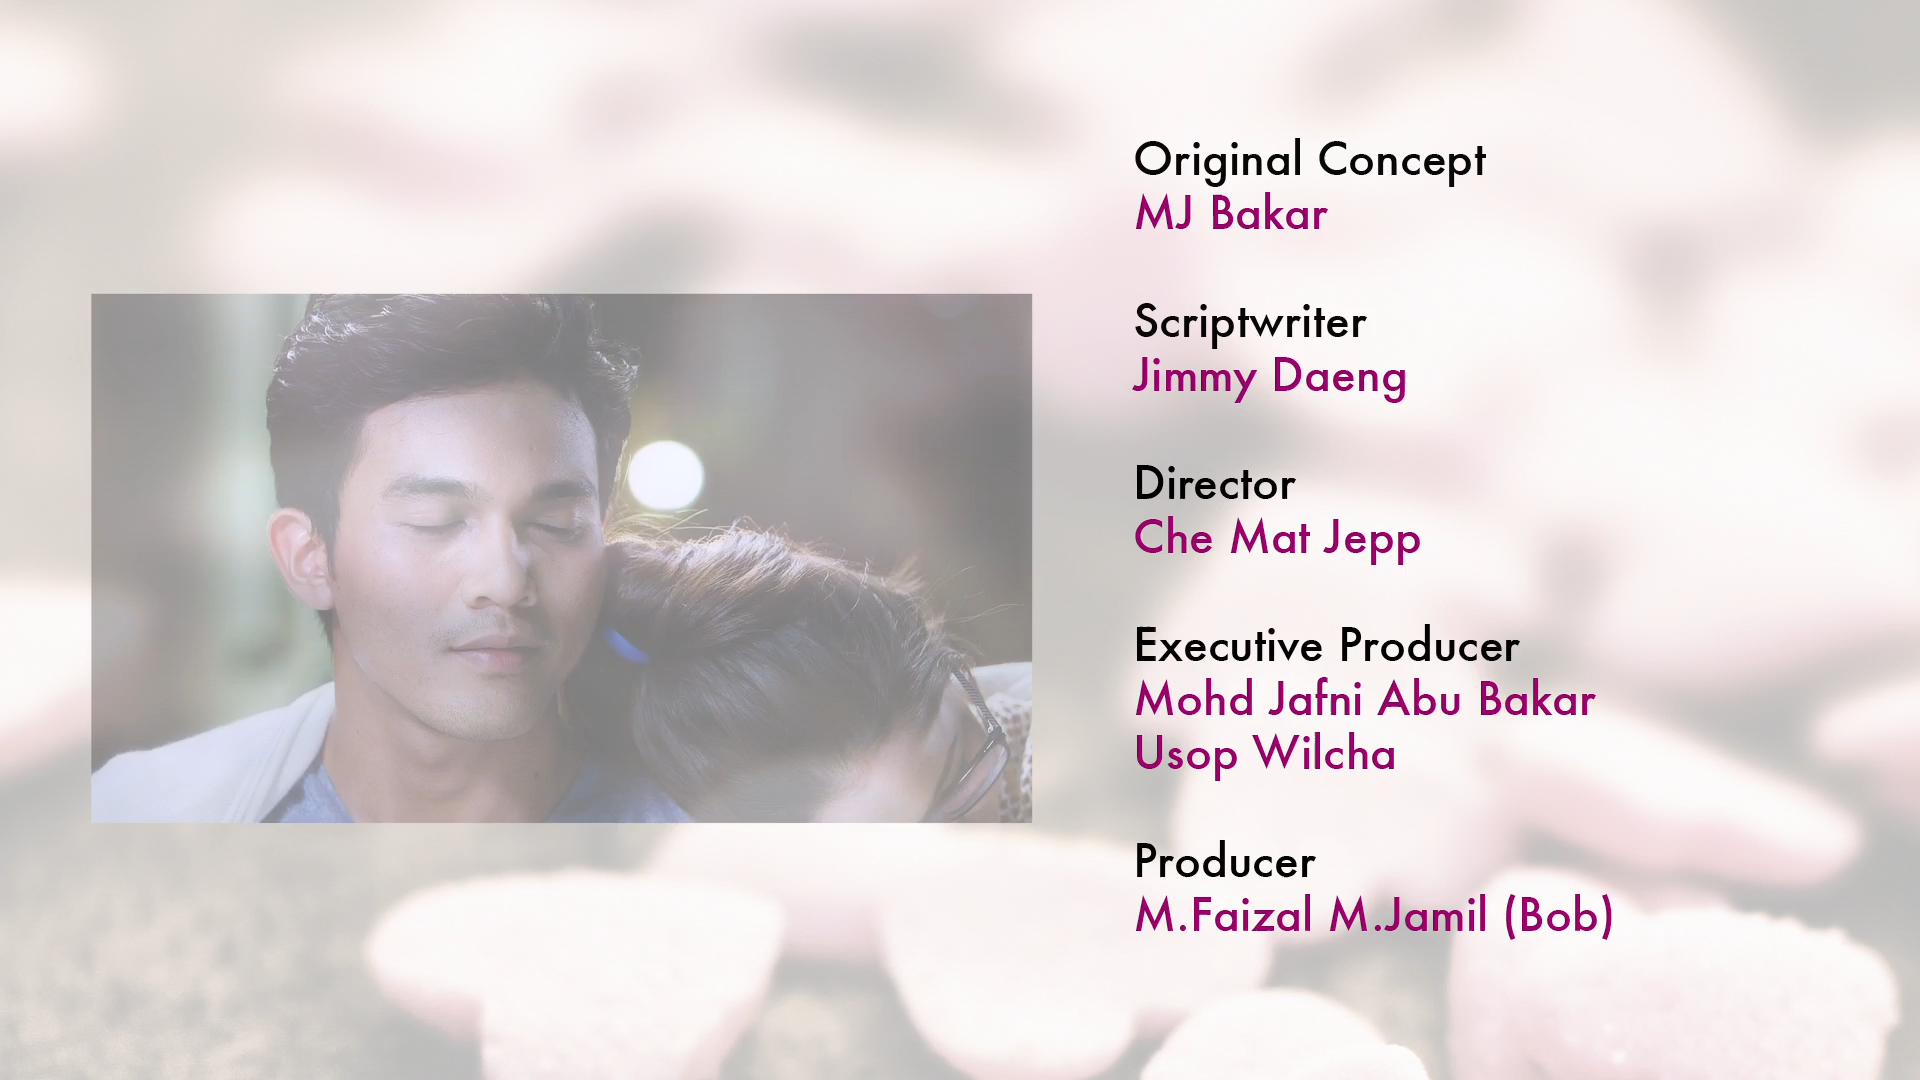 Original Concept
MJ Bakar
Scriptwriter
Jimmy Daeng
Director
Che Mat Jepp
Executive Producer
Mohd Jafni Abu Bakar
Usop Wilcha
Producer
M.Faizal M.Jamil (Bob)